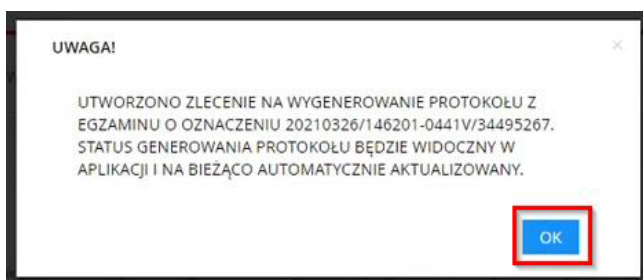 UWAGA!
UTWORZONO ZLECENIE NA WYGENEROWANIE PROTOKOŁU Z
EGZAMINU O OZNACZENIU 20210326/146201-0441V/34495267.
STATUS GENEROWANIA PROTOKOŁU BĘDZIE WIDOCZNY W
APLIKACJI I NA BIEŻĄCO AUTOMATYCZNIE AKTUALIZOWANY.
OK